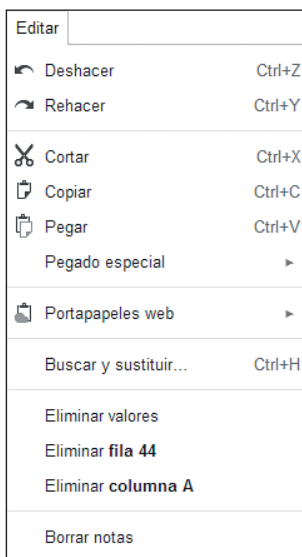 Editar
Deshacer Ctrl+Z
Rehacer Ctrl+Y
Cortar Ctrl+X
Copiar Ctrl+C
Pegar Ctrl+V
Pegado especial
Portapapeles web
Buscar y sustituir... Ctrl+H
Eliminar valores
Eliminar fila 44
Eliminar columna A
Borrar notas